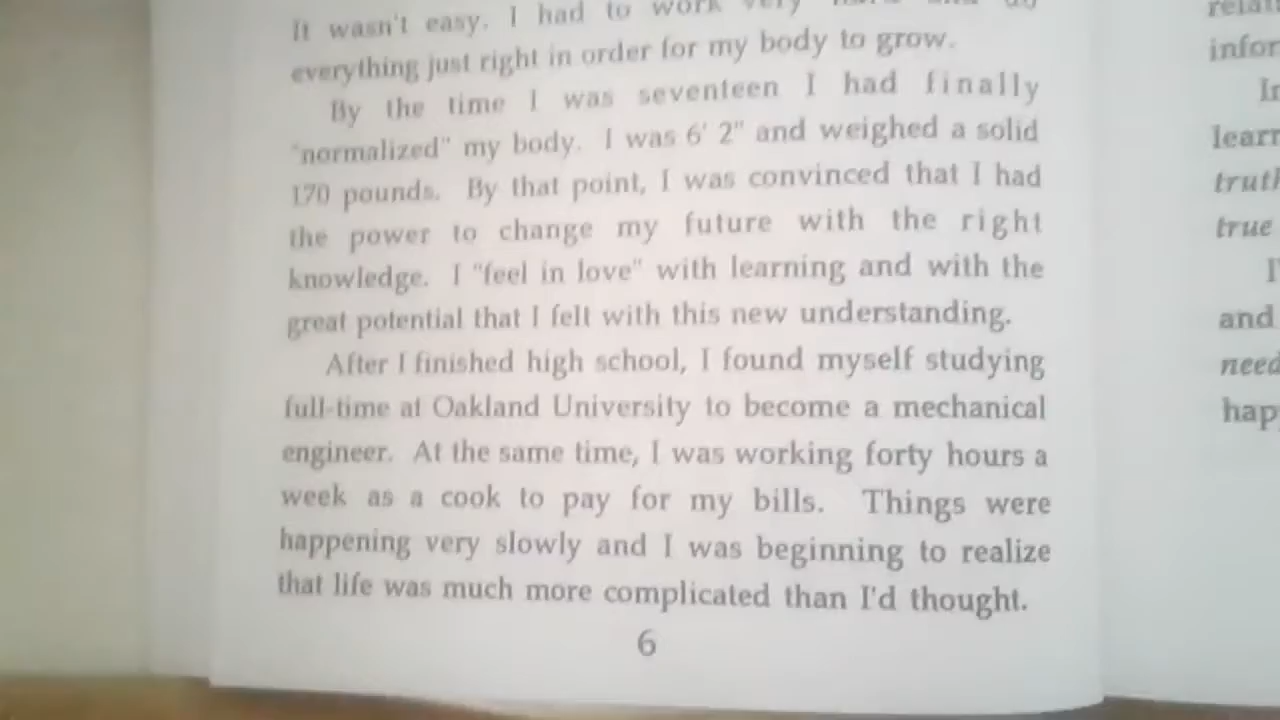 It wasn't easy. I had to work very hard and do
everything just right in order for my body to grow.
By the time I was seventeen I had finally
"normalized" my body. I was 6' 2" and weighed a solid
170 pounds. By that point, I was convinced that I had
the power to change my future with the right
knowledge. I "feel in love" with learning and with the
great potential that I felt with this new understanding.
After I finished high school, I found myself studying
full-time at Oakland University to become a mechanical
engineer. At the same time, I was working forty hours a
week as a cook to pay for my bills. Things were
happening very slowly and I was beginning to realize
that life was much more complicated than I'd thought.
6
learn
truth
true
and
need
hap